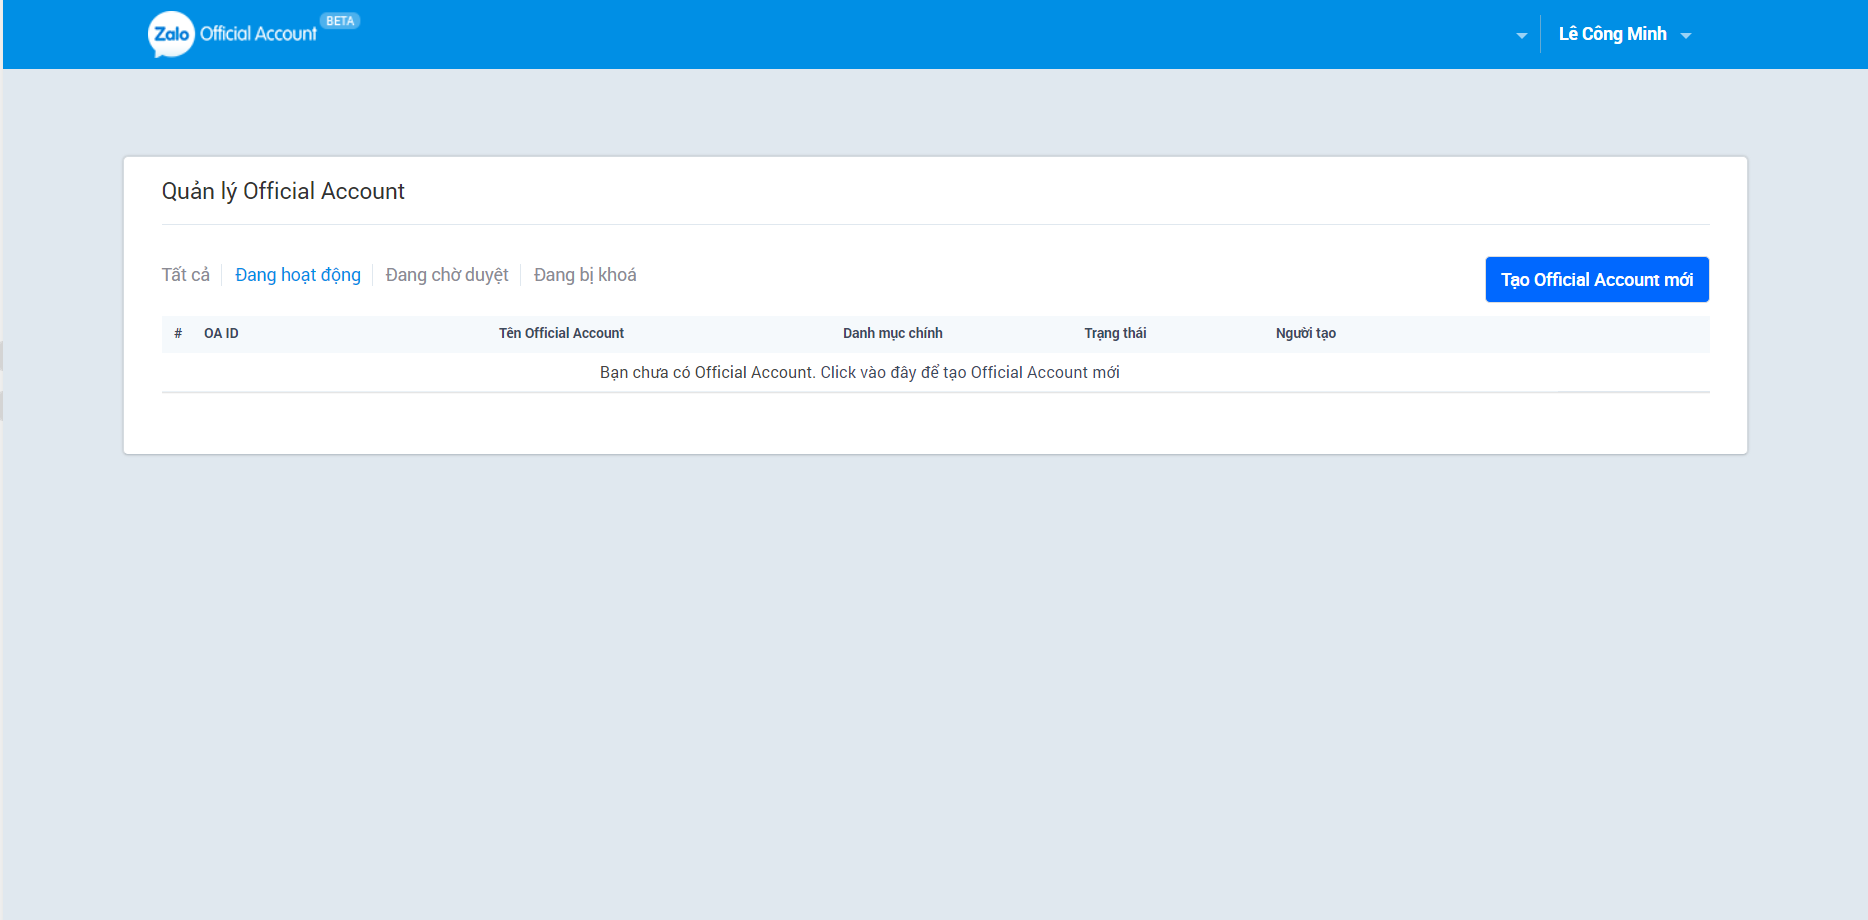 Zalo Official Account BETA
Lê Công Minh
Quản lý Official Account
Tất cả Đang hoạt động Đang chờ duyệt Đang bị khoá
Tạo Official Account mới
# OA ID Tên Official Account Danh mục chính Trạng thái Người tạo
Bạn chưa có Official Account. Click vào đây để tạo Official Account mới